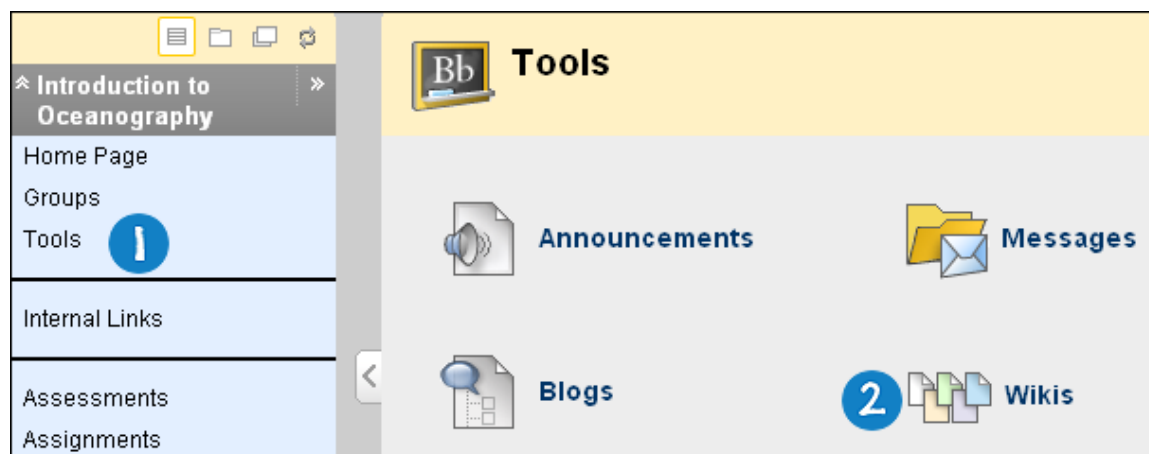 Introduction to
Oceanography
Home Page
Groups
Tools
1
Internal Links
Assessments
Assignments
Bb
Tools
Announcements
Messages
Blogs
2
Wikis